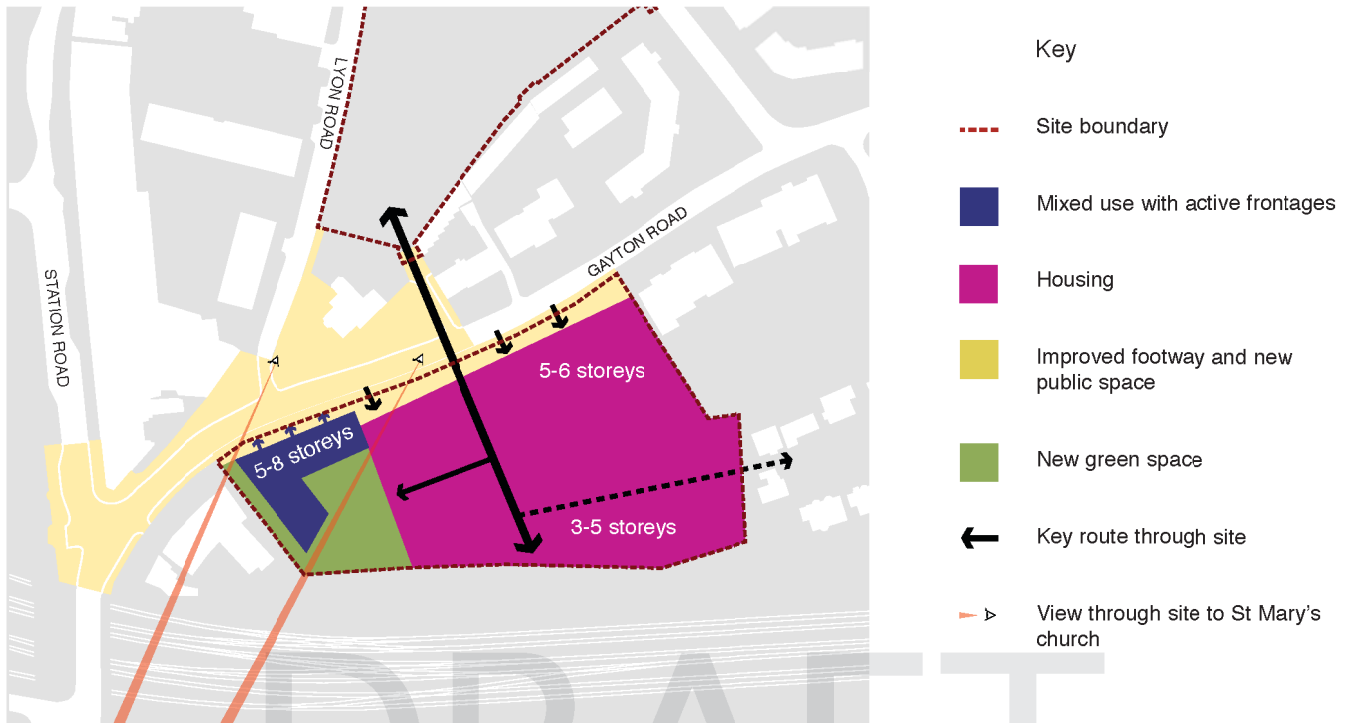 LYON ROAD
STATION ROAD
GAYTON ROAD
5-6 storeys
5-8 storeys
3-5 storeys
Key
Site boundary
Mixed use with active frontages
Housing
Improved footway and new
public space
New green space
Key route through site
View through site to St Mary's
church
DRAFT